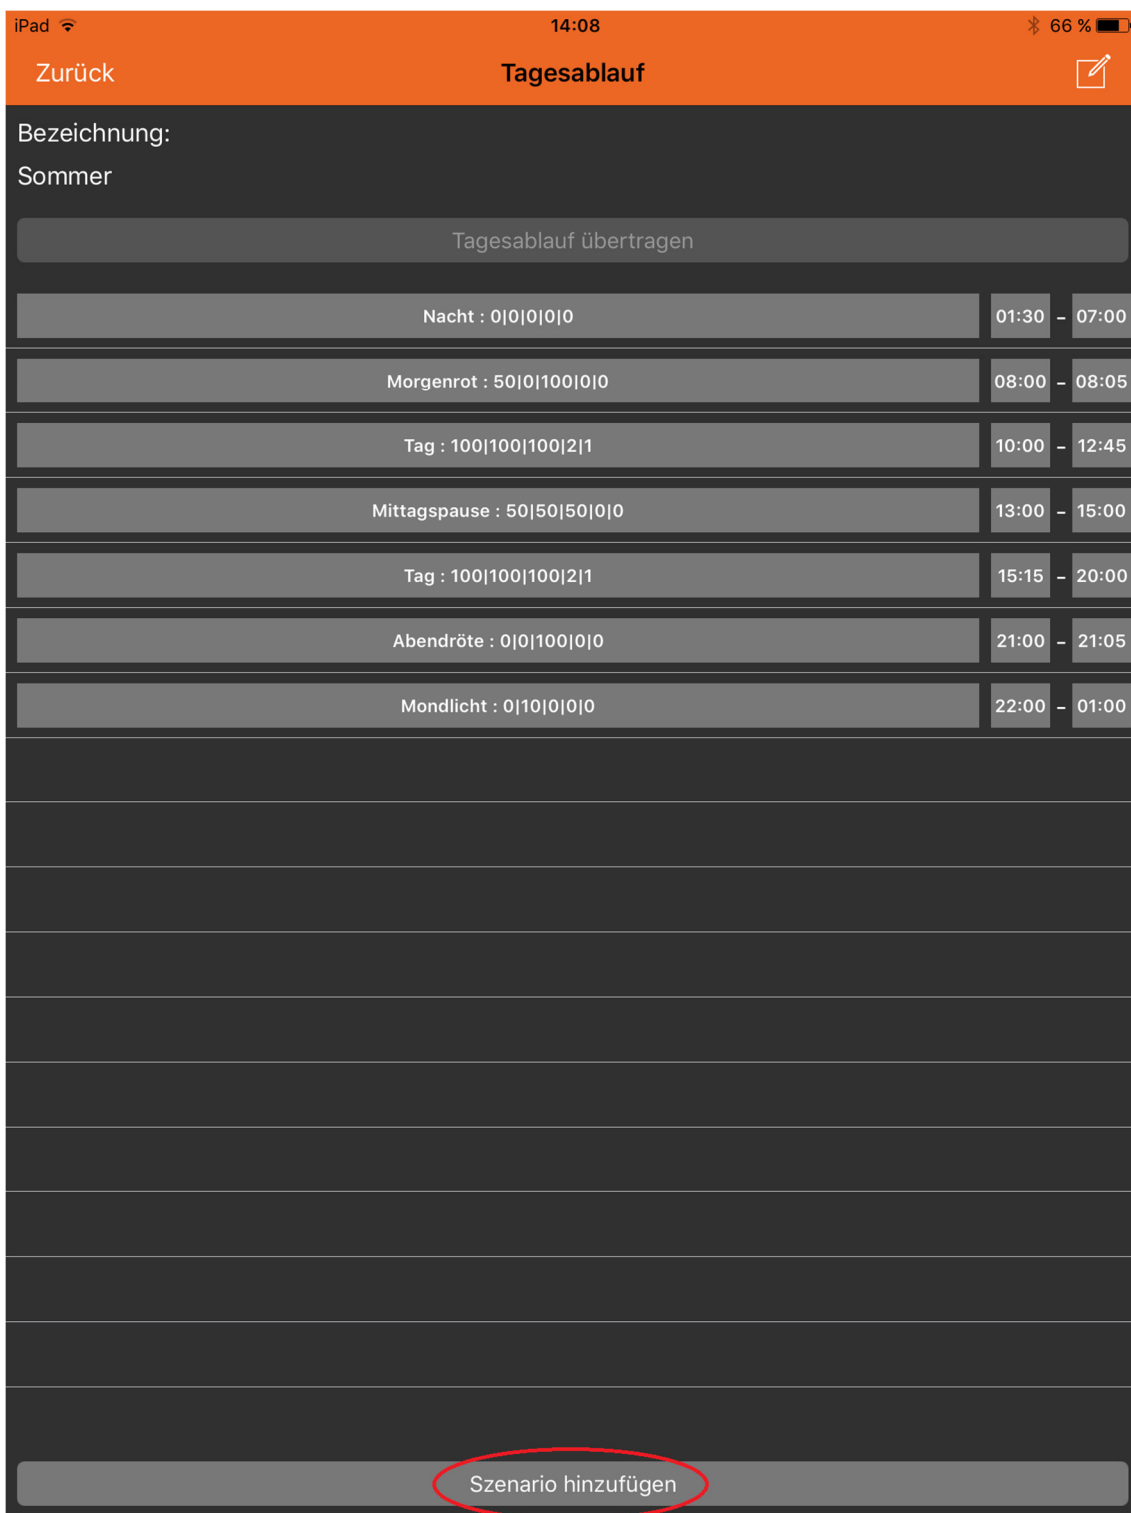 iPad 14:08 66 %
Zurück Tagesablauf
Bezeichnung:
Sommer
Tagesablauf übertragen
Nacht : 0|0|0|0|0 01:30 – 07:00
Morgenrot : 50|0|100|0|0 08:00 – 08:05
Tag : 100|100|100|2|1 10:00 – 12:45
Mittagspause : 50|50|50|0|0 13:00 – 15:00
Tag : 100|100|100|2|1 15:15 – 20:00
Abendröte : 0|0|100|0|0 21:00 – 21:05
Mondlicht : 0|10|0|0|0 22:00 – 01:00
Szenario hinzufügen